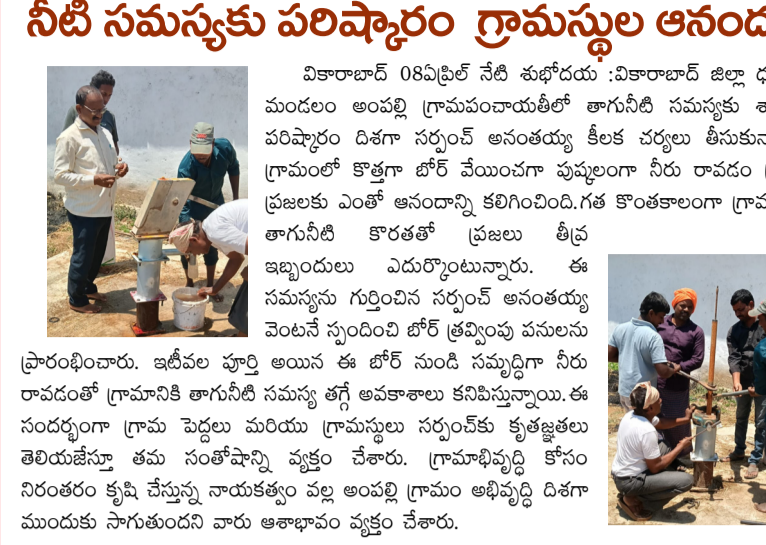 నీటి సమస్యకు పరిష్కారం గ్రామస్థుల
వికారాబాద్ 08ఏప్రిల్ నేటి శుభోదయ :వికారాబాద్ జిల్లా
మండలం అంపల్లి గ్రామపంచాయతీలో తాగునీటి సమస్యకు
పరిష్కారం దిశగా సర్పంచ్ అనంతయ్య కీలక చర్యలు
గ్రామంలో కొత్తగా బోర్ వేయించగా పుష్కలంగా నీరు రావడం
ప్రజలకు ఎంతో ఆనందాన్ని కలిగించింది.గత కొంతకాలంగా
తాగునీటి కొరతతో ప్రజలు తీవ్ర
ఇబ్బందులు ఎదుర్కొంటున్నారు. ఈ
సమస్యను గుర్తించిన సర్పంచ్ అనంతయ్య
వెంటనే స్పందించి బోర్ త్రవ్వింపు పనులను
ప్రారంభించారు. ఇటీవల పూర్తి అయిన ఈ బోర్ నుండి సమృద్ధిగా నీరు
రావడంతో గ్రామానికి తాగునీటి సమస్య తగ్గే అవకాశాలు కనిపిస్తున్నాయి.ఈ
సందర్భంగా గ్రామ పెద్దలు మరియు గ్రామస్థులు సర్పంచ్‌కు కృతజ్ఞతలు
తెలియజేస్తూ తమ సంతోషాన్ని వ్యక్తం చేశారు. గ్రామాభివృద్ధి కోసం
నిరంతరం కృషి చేస్తున్న నాయకత్వం వల్ల అంపల్లి గ్రామం అభివృద్ధి దిశగా
ముందుకు సాగుతుందని వారు ఆశాభావం వ్యక్తం చేశారు.